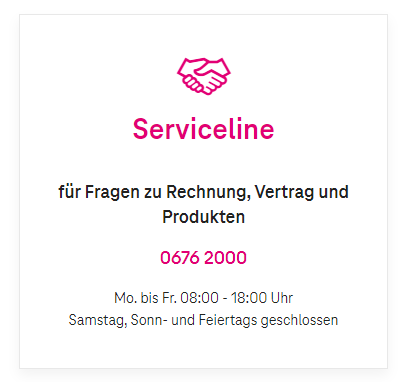 Serviceline
für Fragen zu Rechnung, Vertrag und
Produkten
0676 2000
Mo. bis Fr. 08:00 - 18:00 Uhr
Samstag, Sonn- und Feiertags geschlossen